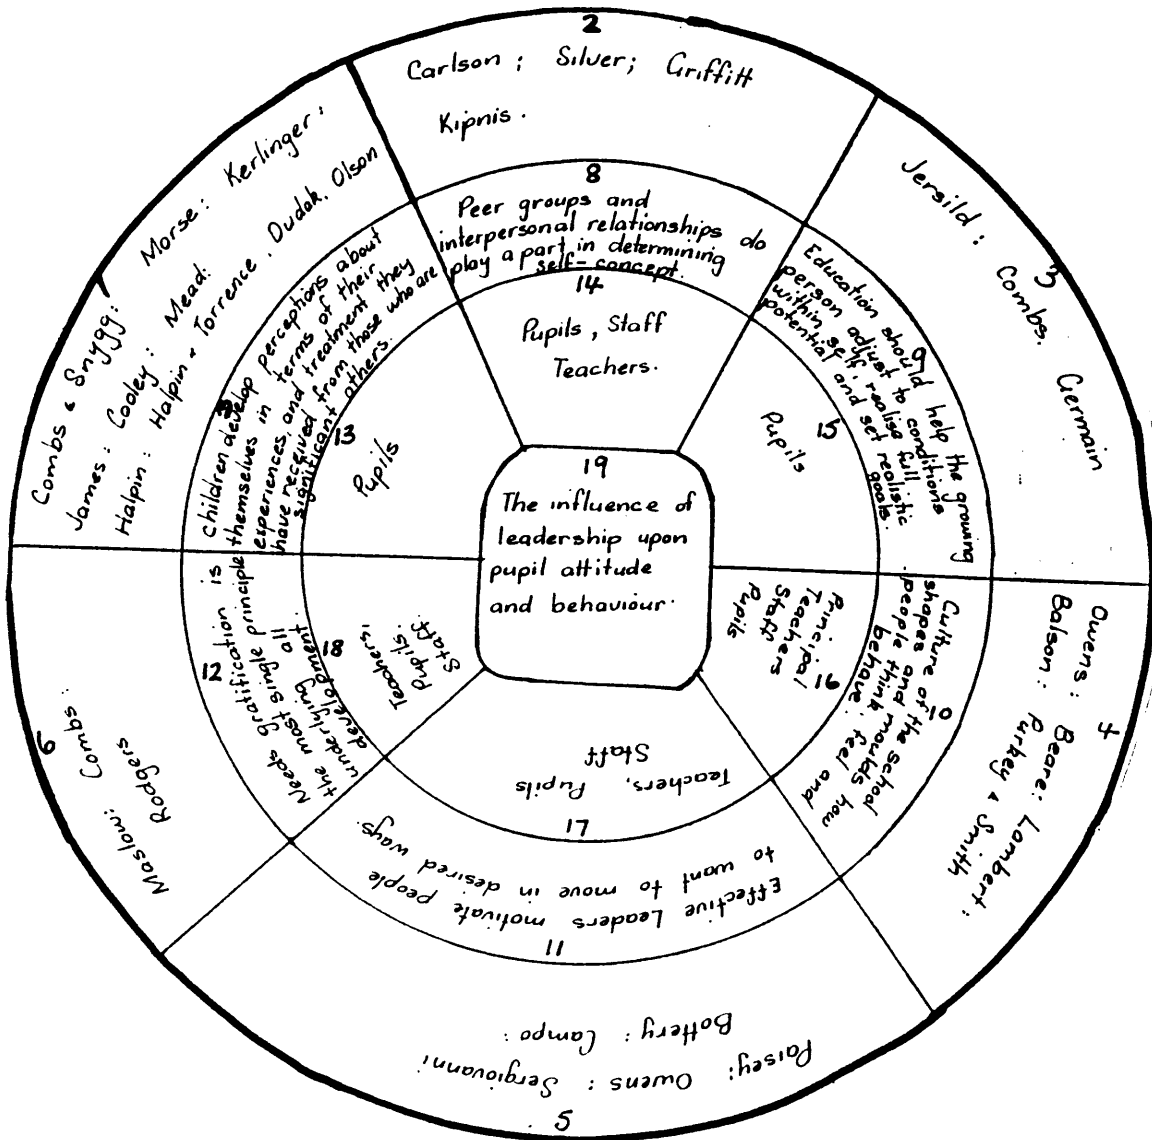 1
Combs & Snygg: Morse: Kerlinger:
James: Cooley: Mead:
Halpin: Halpin & Torrence, Dudak, Olson
2
Carlson; Silver; Griffitt
Kipnis.
3
Jersild:
Combs.
Germain
4
Owens: Beare: Lambert:
Balson: Purkey & Smith
5
Paisey: Owens: Sergiovanni
Bottery: Campo:
6
Maslow: Combs:
Rodgers
children develop perceptions about
themselves in terms of their
experiences, and treatment they
have received from those who are
significant others.
8
Peer groups and
interpersonal relationships do
play a part in determining
self-concept.
9
Education should help the growing
person adjust to conditions
within self, realise full
potential and set realistic
goals.
10
Culture of the school
shapes and moulds how
people think, feel and
behave.
11
Effective Leaders motivate people
to want to move in desired ways.
12
Needs gratification is
the most single principle
underlying all
development.
13
Pupils
14
Pupils, Staff
Teachers.
15
Pupils
16
Principal
Teachers
Staff
Pupils
17
Teachers, Pupils
Staff
18
Teachers,
Pupils.
Staff
19
The influence of
leadership upon
pupil attitude
and behaviour.